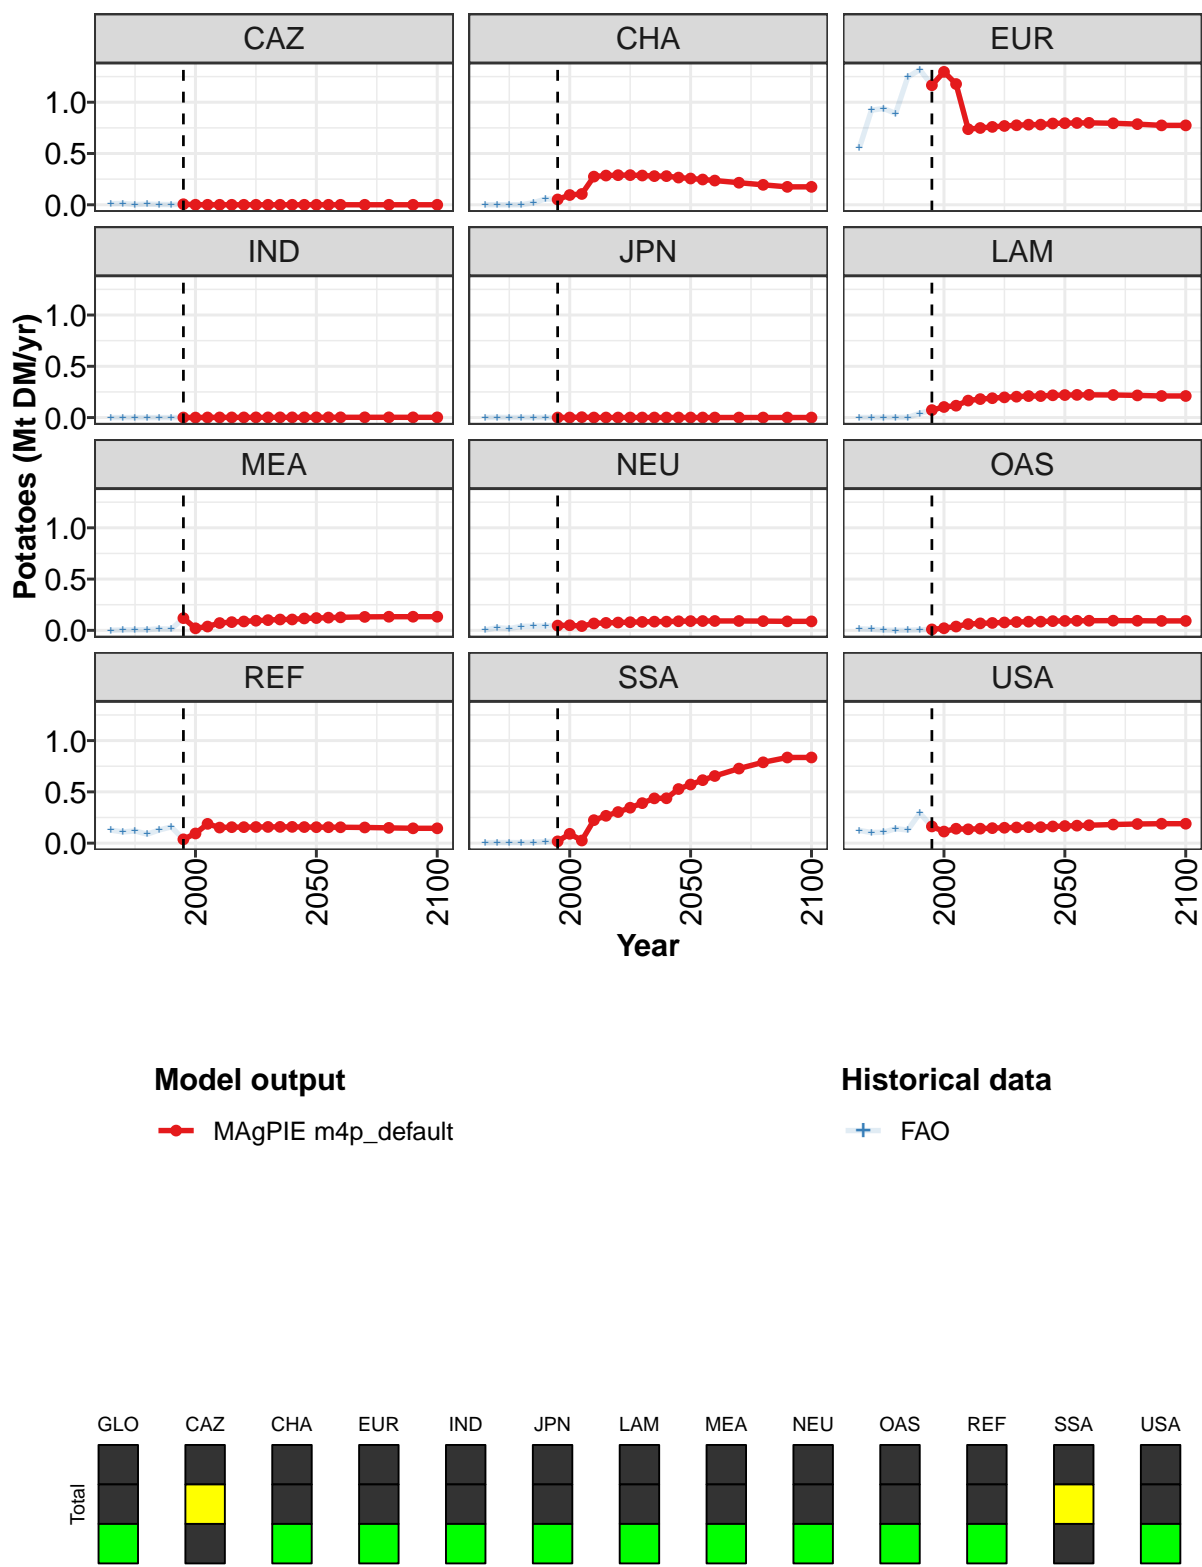 CAZ CHA EUR
1.0
0.5
0.0
IND JPN LAM
1.0
0.5
0.0
MEA NEU OAS
1.0
0.5
0.0
REF SSA USA
1.0
0.5
0.0
2000 2050 2100 2000 2050 2100 2000 2050 2100
Year
Potatoes (Mt DM/yr)
Model output Historical data
MAgPIE m4p_default FAO
GLO CAZ CHA EUR IND JPN LAM MEA NEU OAS REF SSA USA
Total